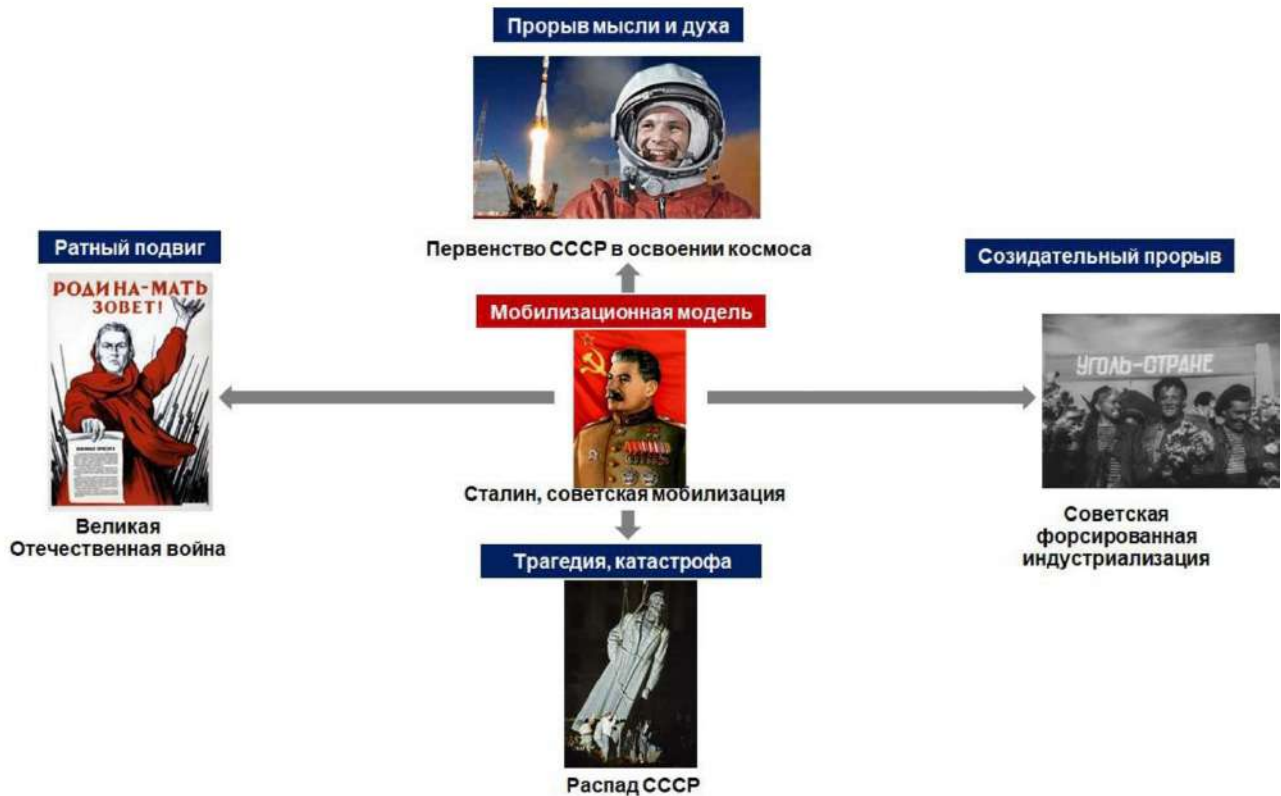 Прорыв мысли и духа
Первенство СССР в освоении космоса
Ратный подвиг
РОДИНА-МАТЬ
ЗОВЕТ!
Великая
Отечественная война
Мобилизационная модель
Сталин, советская мобилизация
Созидательный прорыв
УГОЛЬ-СТРАНЕ
Советская
форсированная
индустриализация
Трагедия, катастрофа
Распад СССР